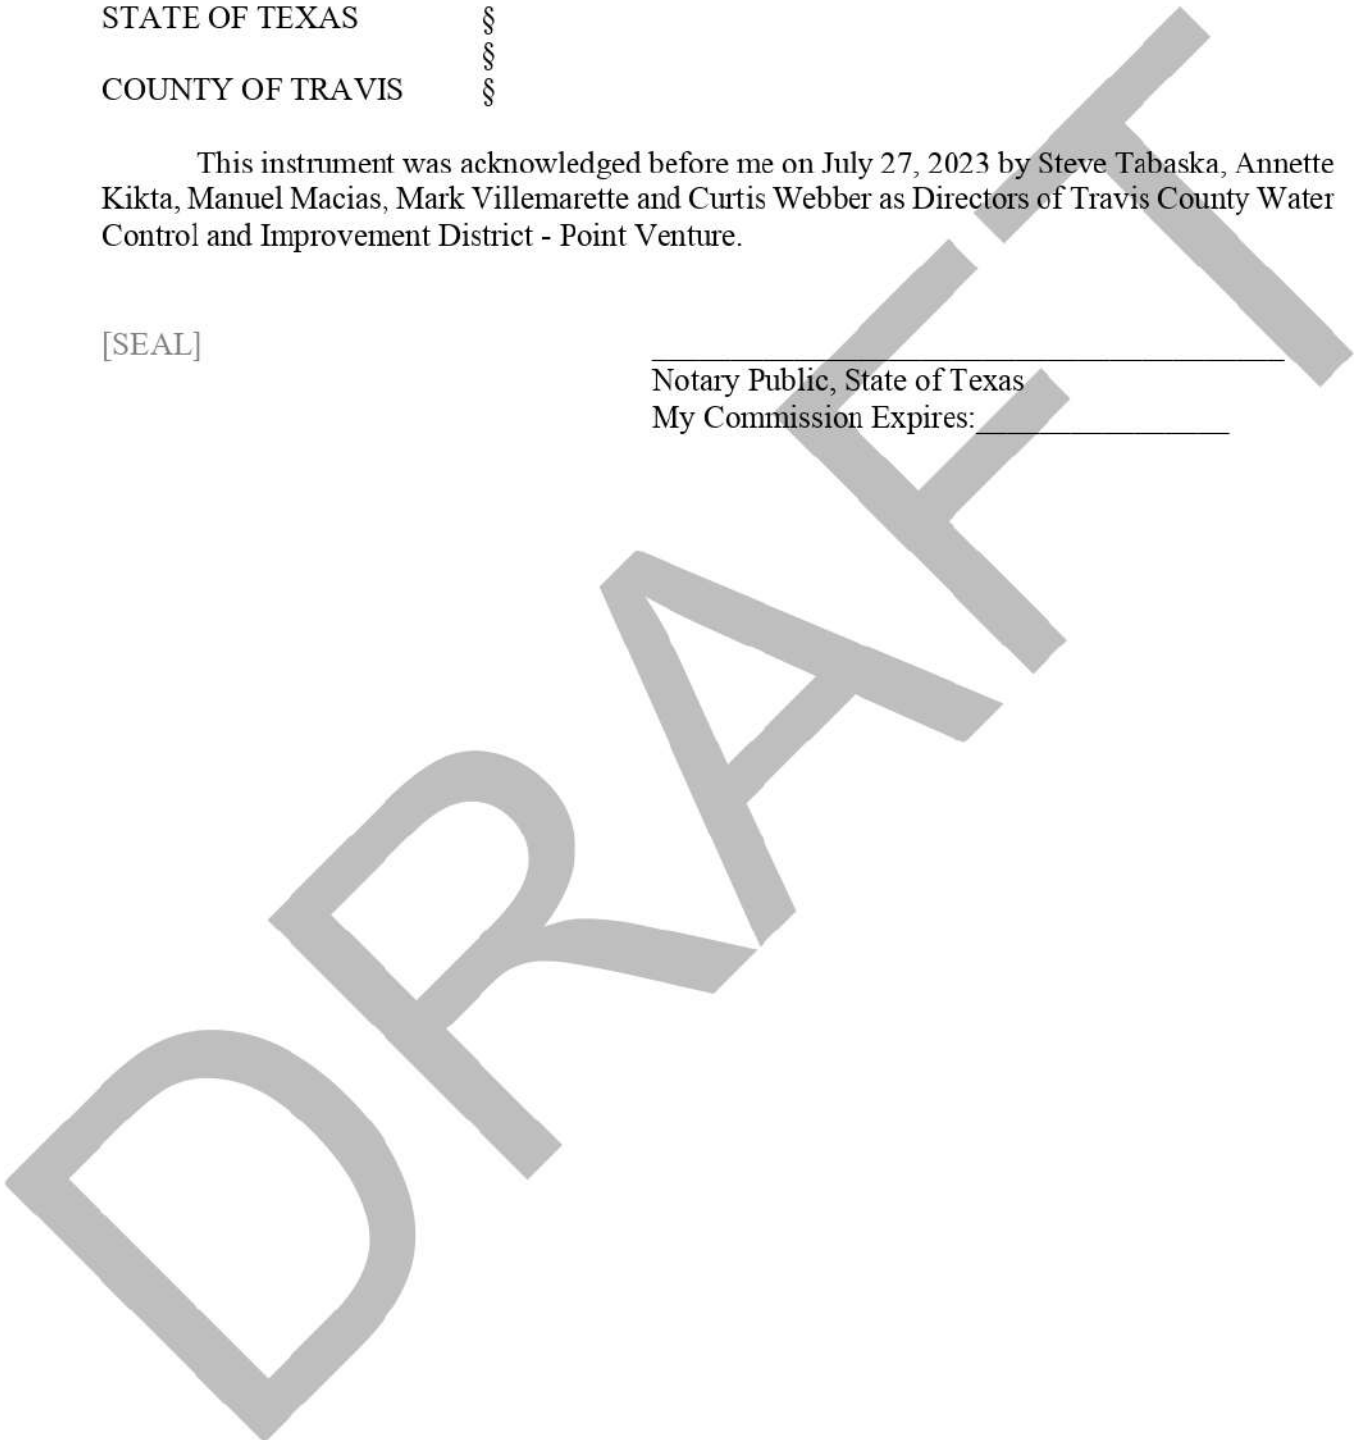 STATE OF TEXAS §
§
COUNTY OF TRAVIS §
This instrument was acknowledged before me on July 27, 2023 by Steve Tabaska, Annette
Kikta, Manuel Macias, Mark Villemarette and Curtis Webber as Directors of Travis County Water
Control and Improvement District - Point Venture.
[SEAL]
Notary Public, State of Texas
My Commission Expires:
DRAFT